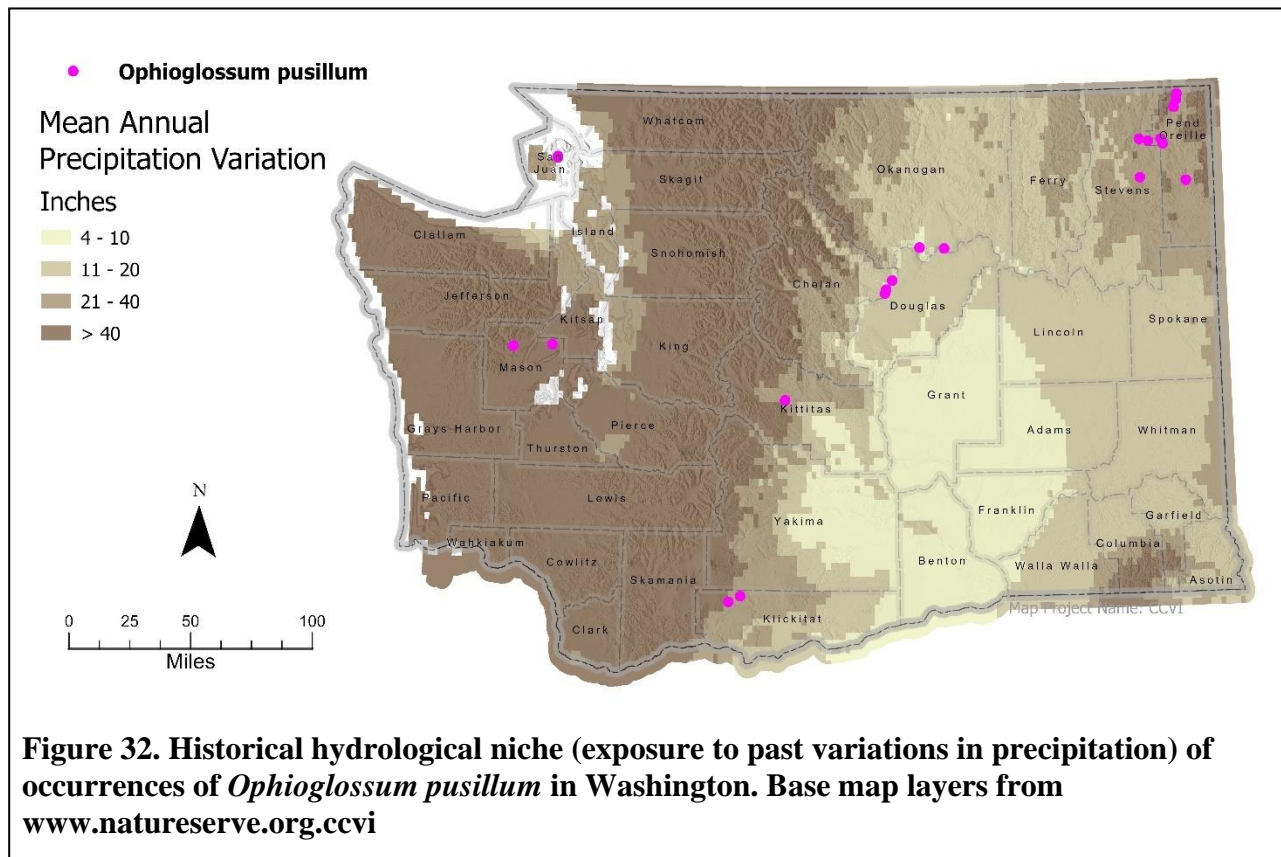 Ophioglossum pusillum
Mean Annual
Precipitation Variation
Inches
4 - 10
11 - 20
21 - 40
> 40
Whatcom
San
Juan
Skagit
Okanogan
Ferry
Pend
Oreille
Stevens
Clallam
Island
Snohomish
Chelan
Jefferson
Kitsap
Douglas
Lincoln
Spokane
King
Mason
Grant
Kittitas
Grays Harbor
Pierce
Adams
Whitman
Thurston
Pacific
Lewis
Yakima
Franklin
Garfield
Wahkiakum
Columbia
Cowlitz
Skamania
Benton
Walla Walla
Asotin
Map Project Name: CCVI
Klickitat
Clark
N
0 25 50 100
Miles
Figure 32. Historical hydrological niche (exposure to past variations in precipitation) of
occurrences of Ophioglossum pusillum in Washington. Base map layers from
www.natureserve.org.ccvi